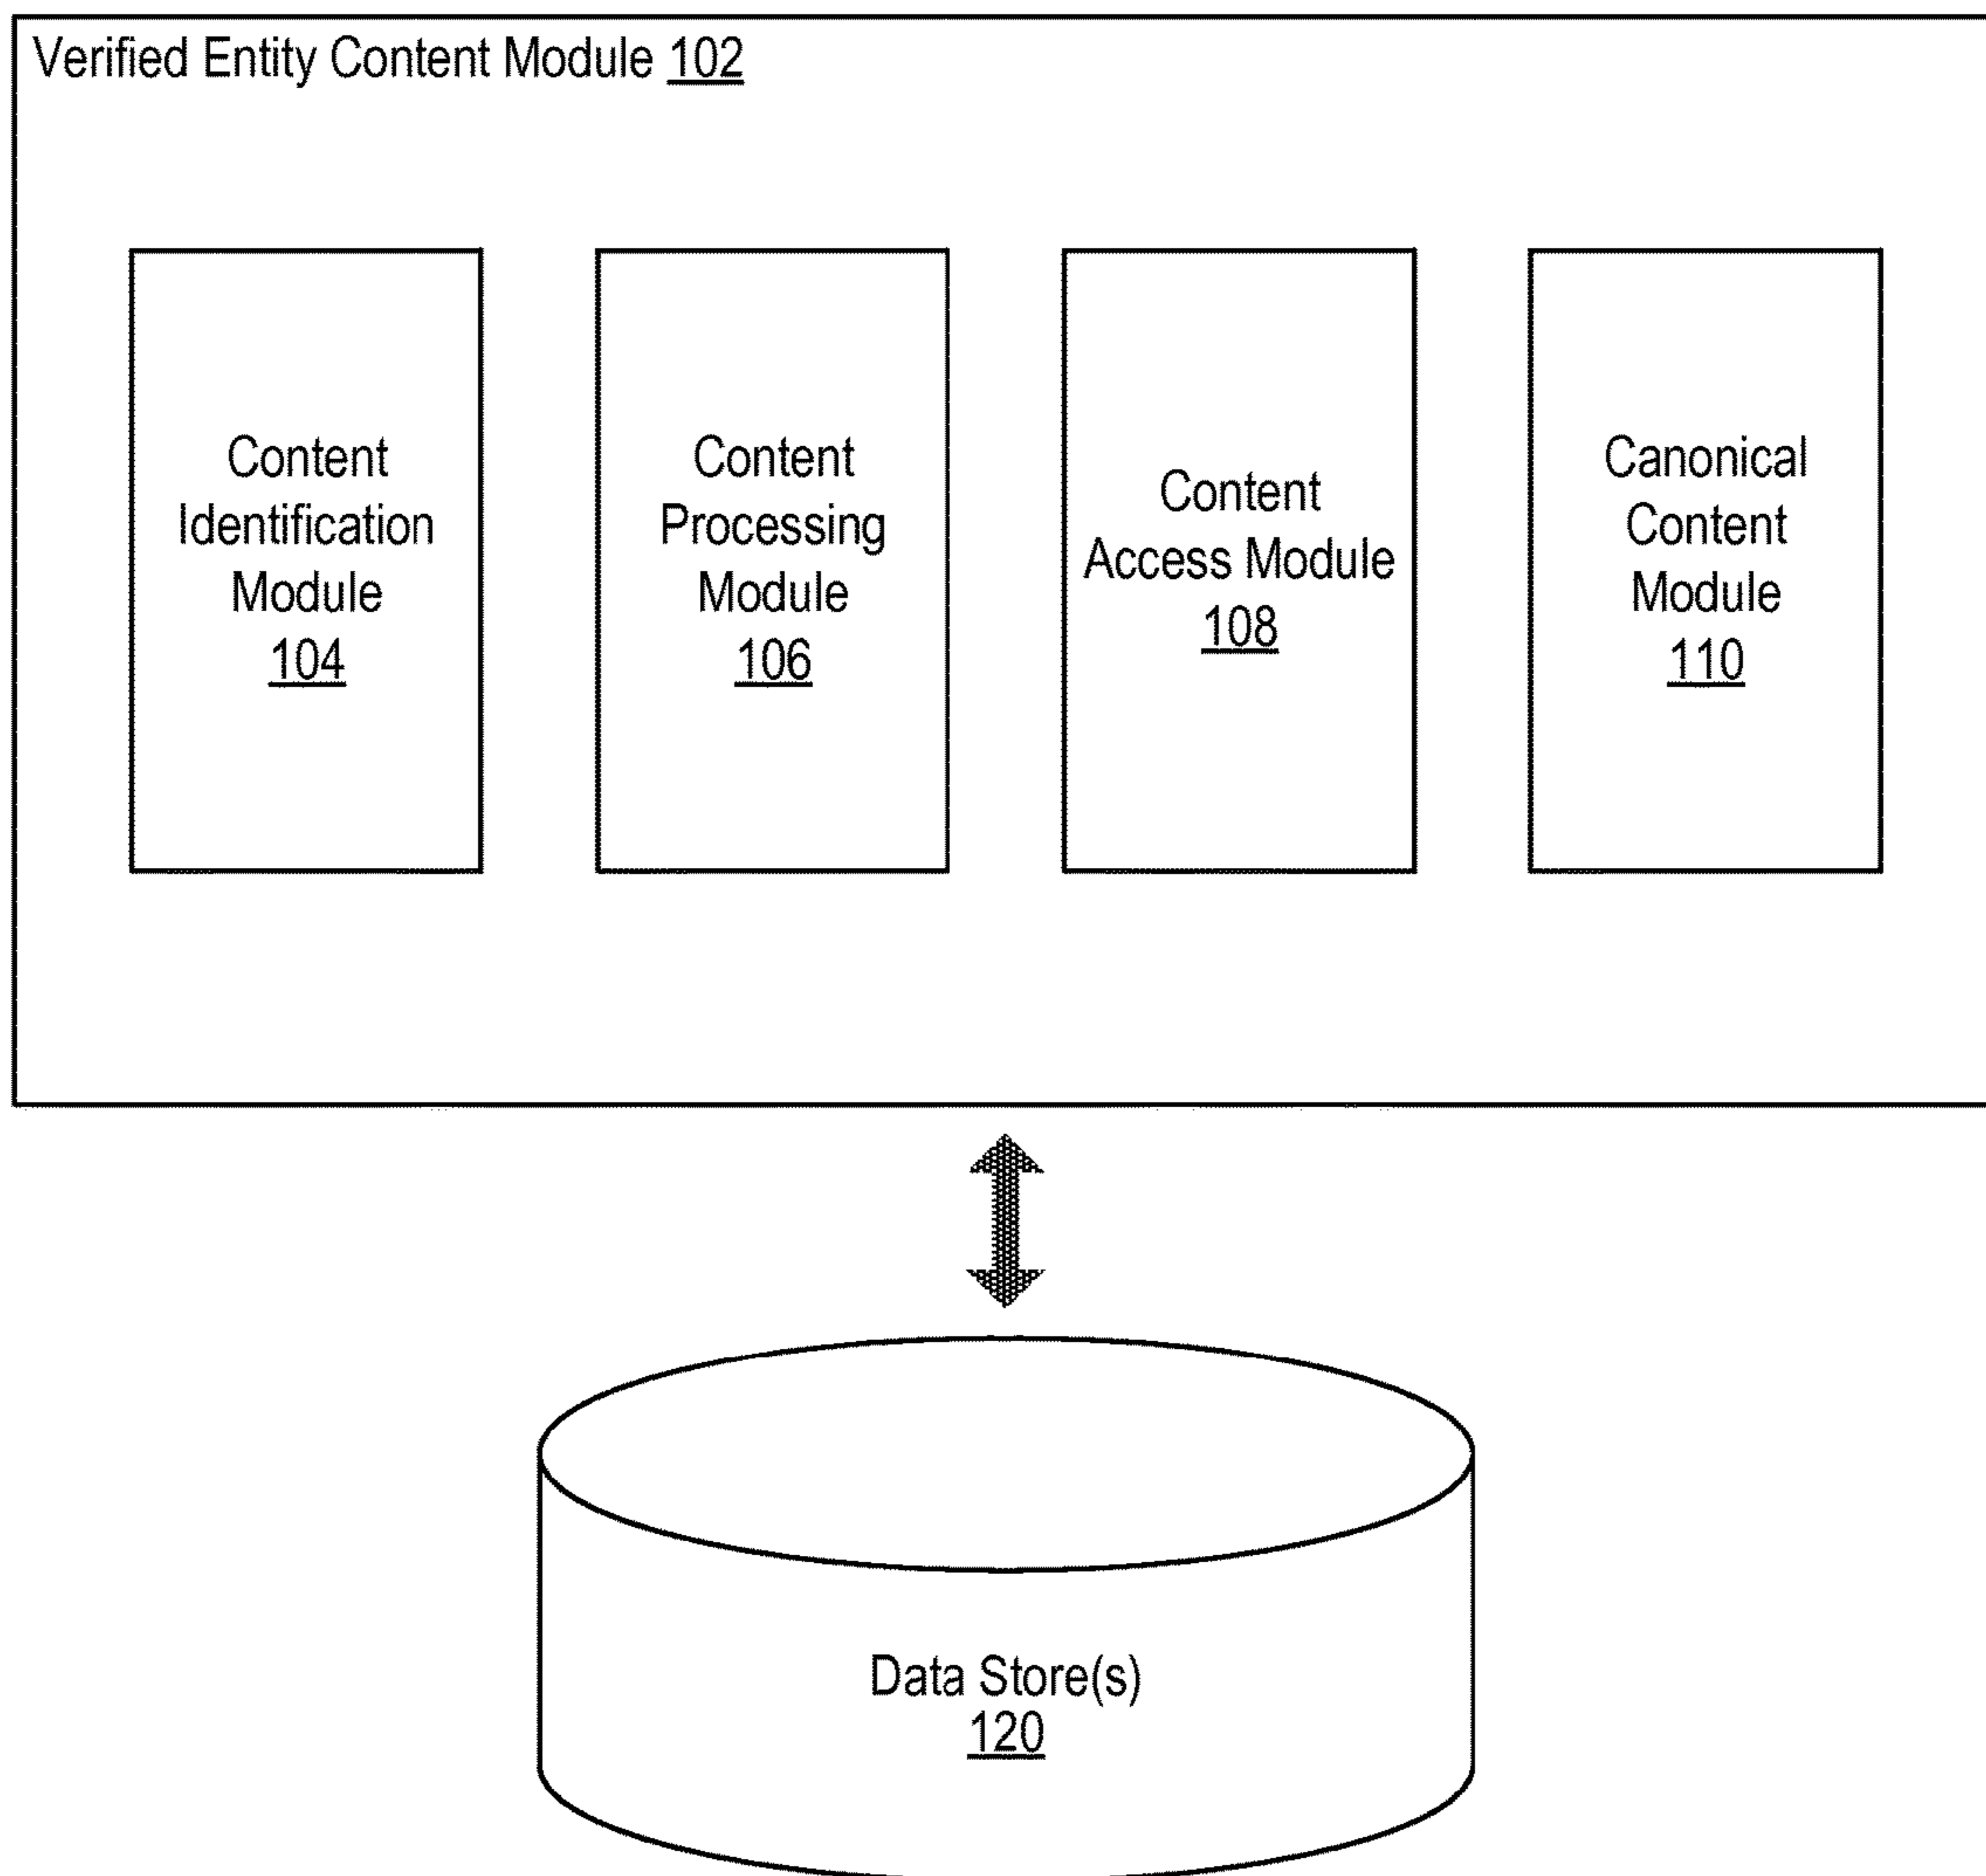 Verified Entity Content Module 102
Content
Identification
Module
104
Content
Processing
Module
106
Content
Access Module
108
Canonical
Content
Module
110
Data Store(s)
120